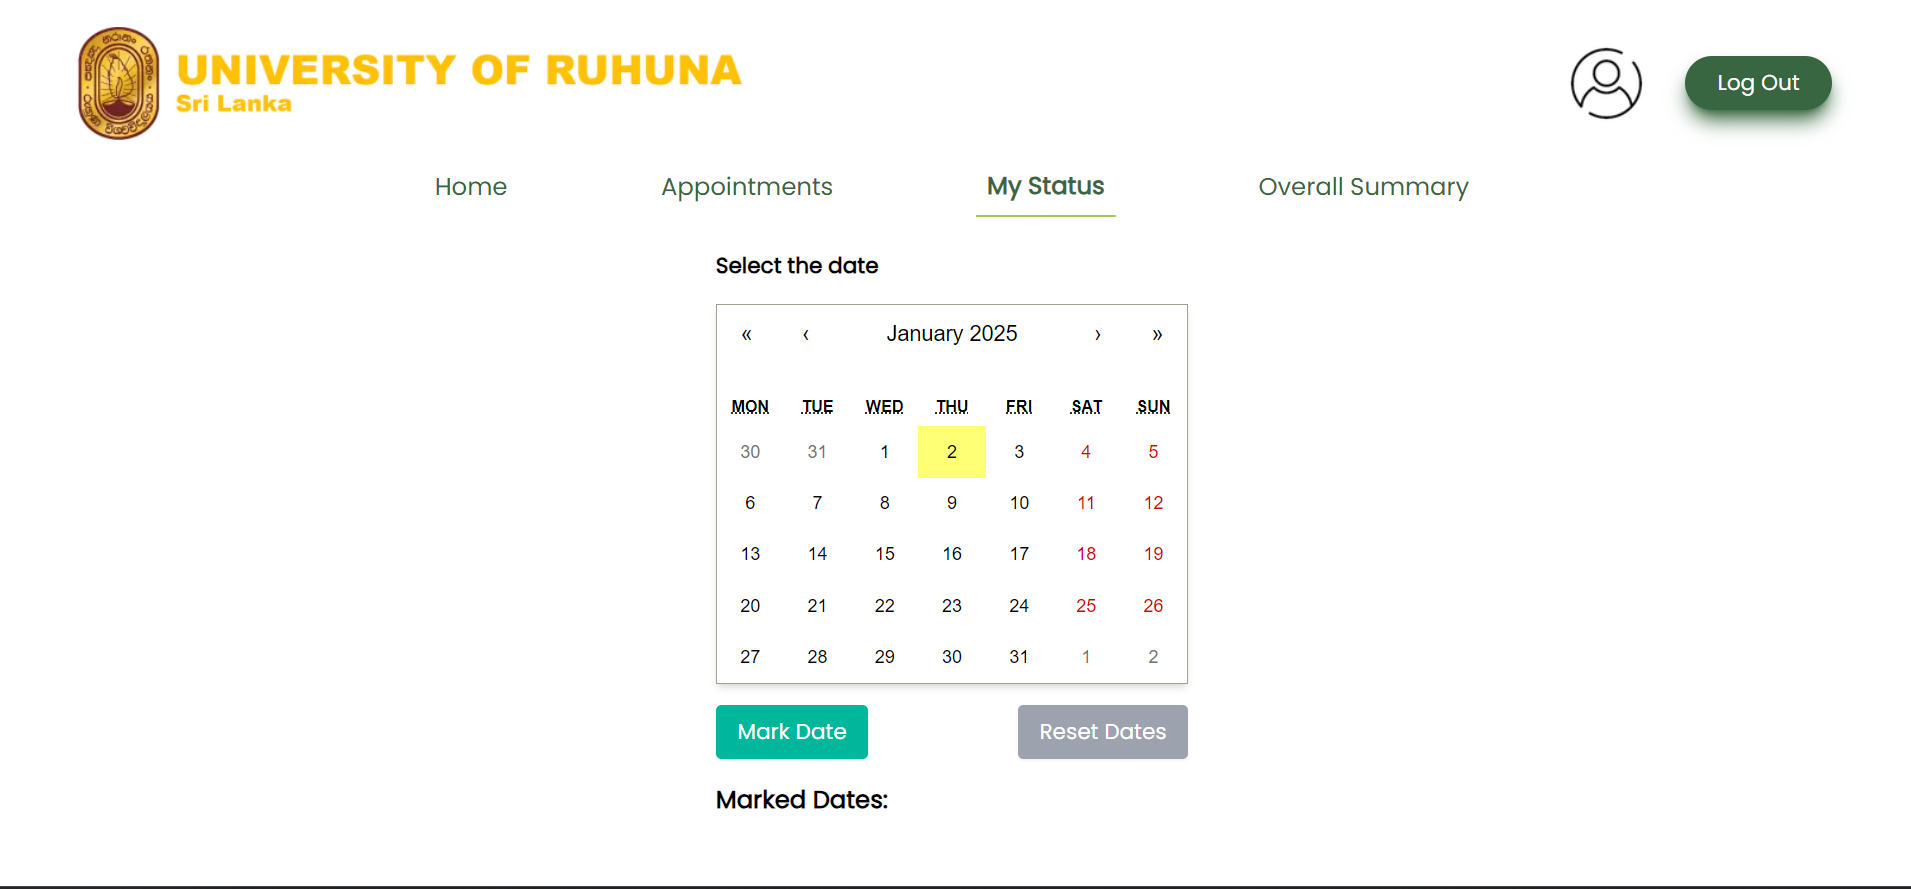 UNIVERSITY OF RUHUNA
Sri Lanka
Log Out
Home Appointments My Status Overall Summary
Select the date
« ‹ January 2025 › »
MON TUE WED THU FRI SAT SUN
30 31 1 2 3 4 5
6 7 8 9 10 11 12
13 14 15 16 17 18 19
20 21 22 23 24 25 26
27 28 29 30 31 1 2
Mark Date Reset Dates
Marked Dates: